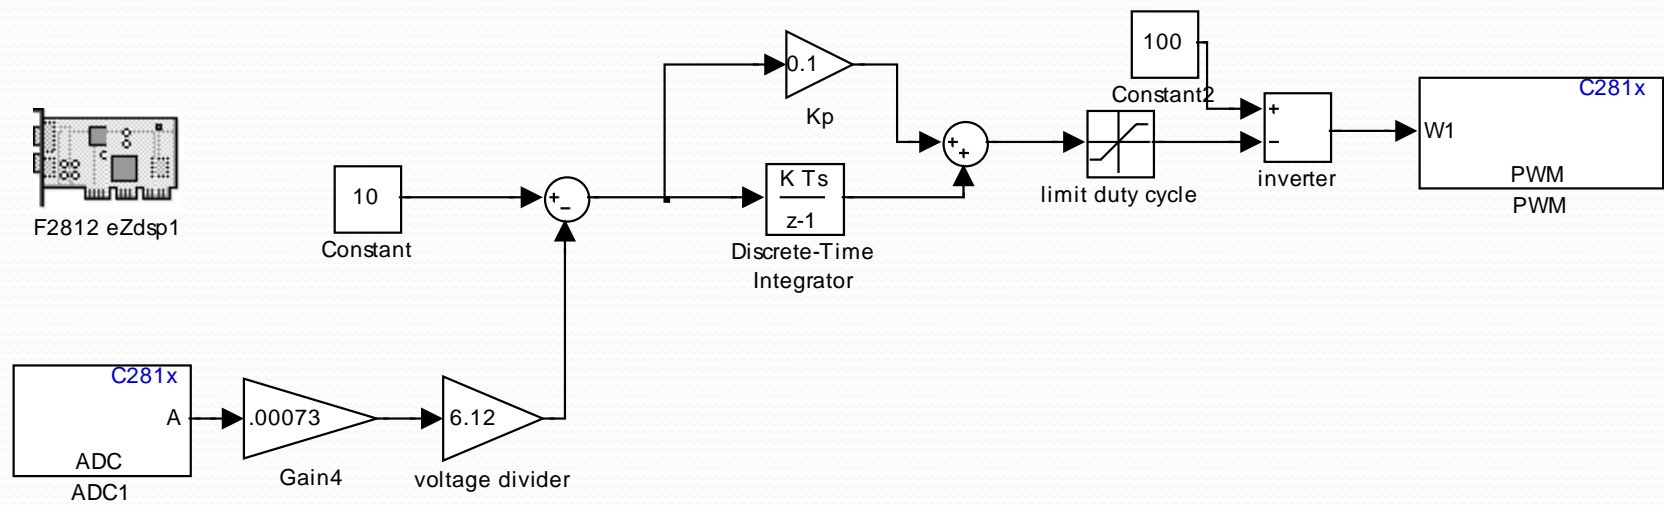 100
C281x
Constant2
0.1
Kp
+
-
W1
PWM
PWM
+
+
inverter
limit duty cycle
F2812 eZdsp1
10
Constant
+
-
K Ts
z-1
Discrete-Time
Integrator
C281x
A
ADC
ADC1
.00073
Gain4
6.12
voltage divider